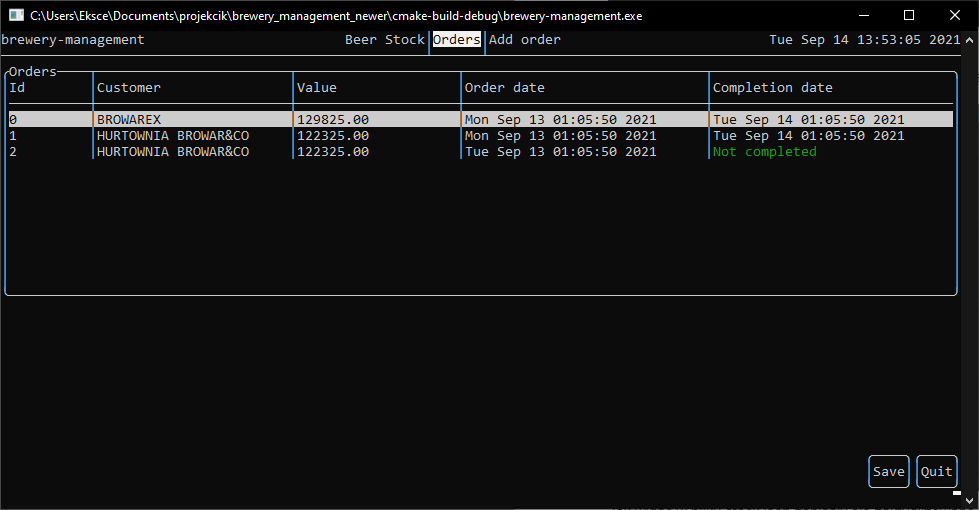 C:\Users\Eksce\Documents\projekcik\brewery_management_newer\cmake-build-debug\brewery-management.exe
brewery-management Beer Stock Orders Add order Tue Sep 14 13:53:05 2021
Orders
Id Customer Value Order date Completion date
0 BROWAREX 129825.00 Mon Sep 13 01:05:50 2021 Tue Sep 14 01:05:50 2021
1 HURTOWNIA BROWAR&CO 122325.00 Mon Sep 13 01:05:50 2021 Tue Sep 14 01:05:50 2021
2 HURTOWNIA BROWAR&CO 122325.00 Tue Sep 13 01:05:50 2021 Not completed
Save Quit